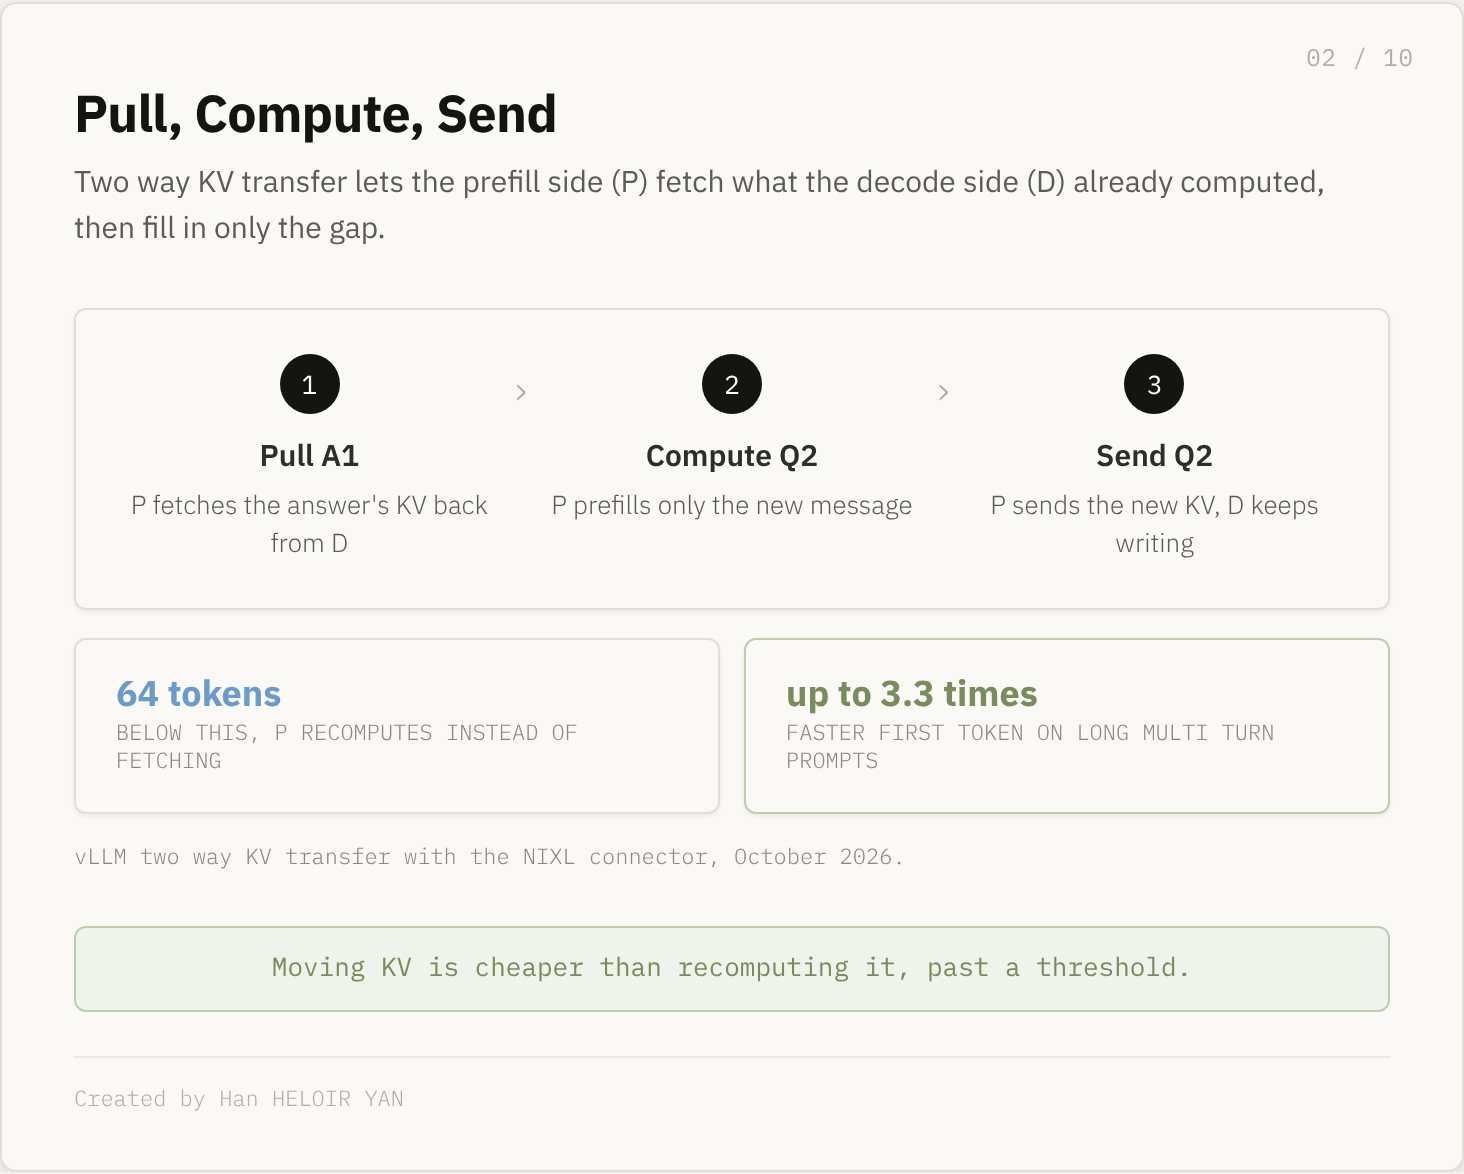 02 / 10
Pull, Compute, Send
Two way KV transfer lets the prefill side (P) fetch what the decode side (D) already computed,
then fill in only the gap.
1
Pull A1
P fetches the answer's KV back
from D
›
2
Compute Q2
P prefills only the new message
›
3
Send Q2
P sends the new KV, D keeps
writing
64 tokens
BELOW THIS, P RECOMPUTES INSTEAD OF
FETCHING
up to 3.3 times
FASTER FIRST TOKEN ON LONG MULTI TURN
PROMPTS
vLLM two way KV transfer with the NIXL connector, October 2026.
Moving KV is cheaper than recomputing it, past a threshold.
Created by Han HELOIR YAN